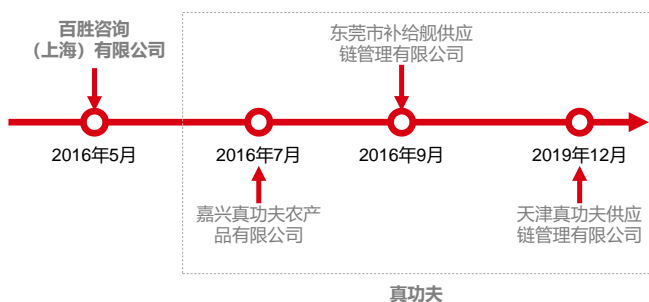 百胜咨询
（上海）有限公司
东莞市补给舰供应
链管理有限公司
2016年5月
2016年7月
2016年9月
2019年12月
嘉兴真功夫农产
品有限公司
天津真功夫供应
链管理有限公司
真功夫